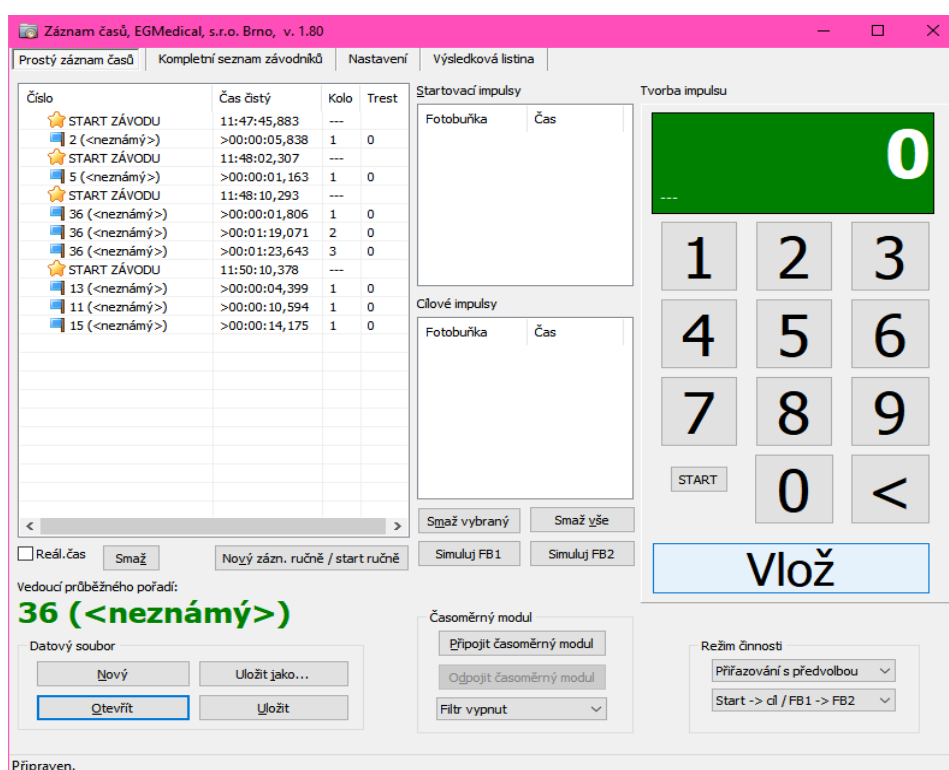 Záznam časů, EGMedical, s.r.o. Brno, v. 1.80
Prostý záznam časů Kompletní seznam závodníků Nastavení Výsledková listina
Číslo Čas čistý Kolo Trest
START ZÁVODU 11:47:45,883 ---
2 (<neznámý>) >00:00:05,838 1 0
START ZÁVODU 11:48:02,307 ---
5 (<neznámý>) >00:00:01,163 1 0
START ZÁVODU 11:48:10,293 ---
36 (<neznámý>) >00:00:01,806 1 0
36 (<neznámý>) >00:01:19,071 2 0
36 (<neznámý>) >00:01:23,643 3 0
START ZÁVODU 11:50:10,378 ---
13 (<neznámý>) >00:00:04,399 1 0
11 (<neznámý>) >00:00:10,594 1 0
15 (<neznámý>) >00:00:14,175 1 0
Reál.čas Smaž Nový zázn. ručně / start ručně
Vedoucí průběžného pořadí:
36 (<neznámý>)
Datový soubor
Nový Uložit jako...
Otevřít Uložit
Startovací impulsy
Fotobuňka Čas
Cílové impulsy
Fotobuňka Čas
Smaž vybraný Smaž vše
Simuluj FB1 Simuluj FB2
Časoměrný modul
Připojit časoměrný modul
Odpojit časoměrný modul
Filtr vypnut
Tvorba impulsu
0
---
1 2 3
4 5 6
7 8 9
START 0 <
Vlož
Režim činnosti
Přiřazování s předvolbou
Start -> cíl / FB1 -> FB2
Připraven.